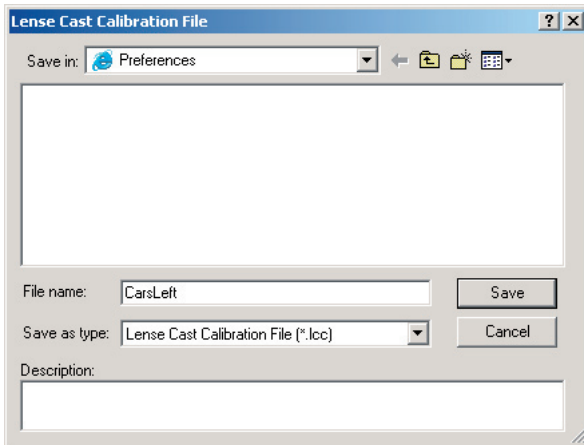 Lense Cast Calibration File
Save in: Preferences
File name: CarsLeft Save
Save as type: Lense Cast Calibration File (*.lcc) Cancel
Description: